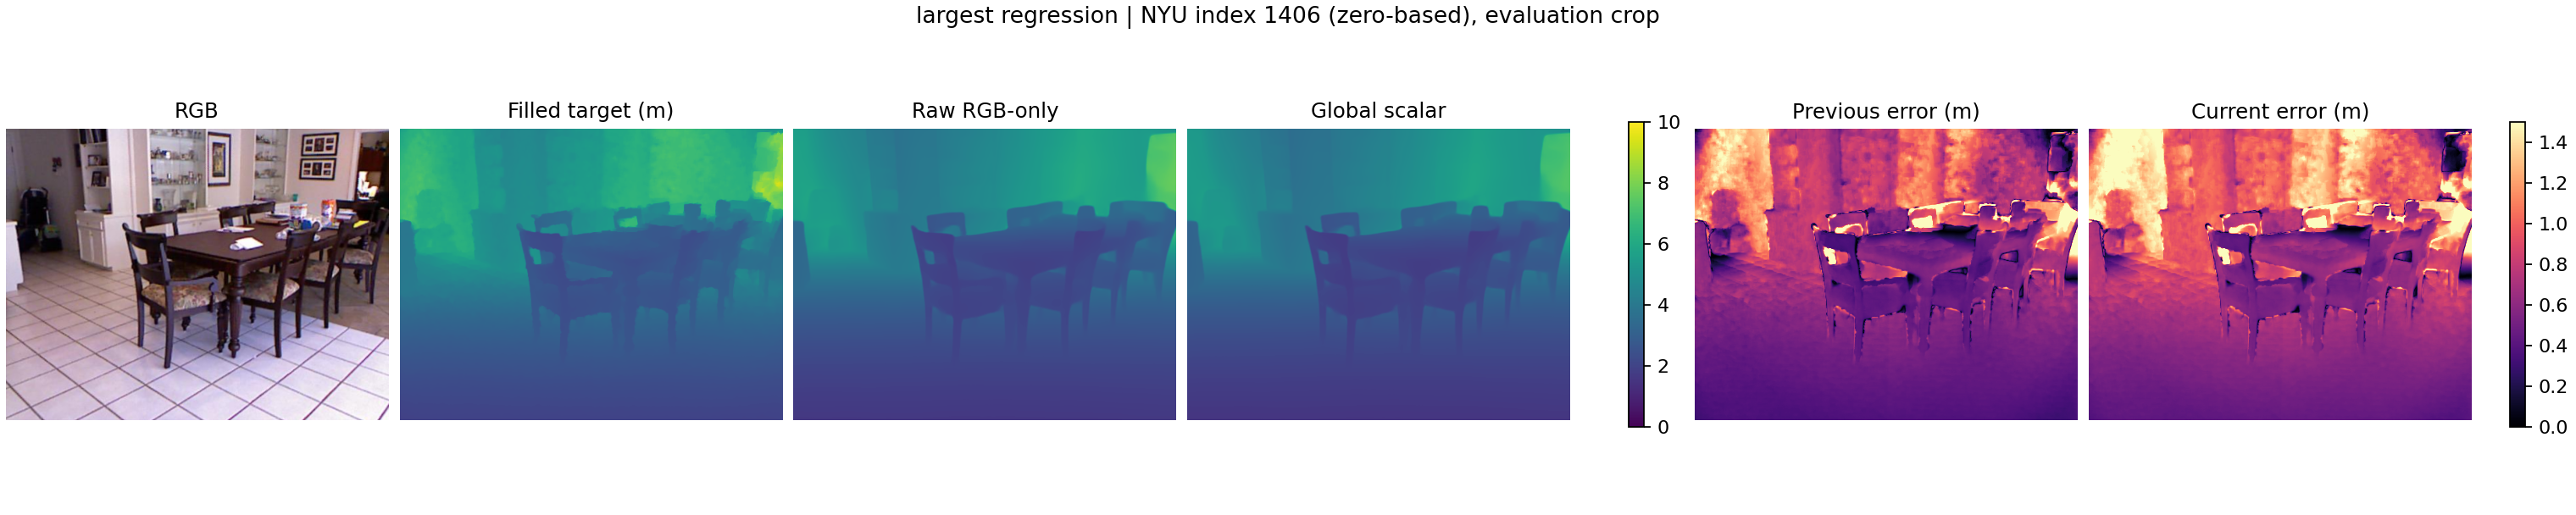 largest regression | NYU index 1406 (zero-based), evaluation crop
RGB
Filled target (m)
Raw RGB-only
Global scalar
Previous error (m)
Current error (m)
10
8
6
4
2
0
1.4
1.2
1.0
0.8
0.6
0.4
0.2
0.0